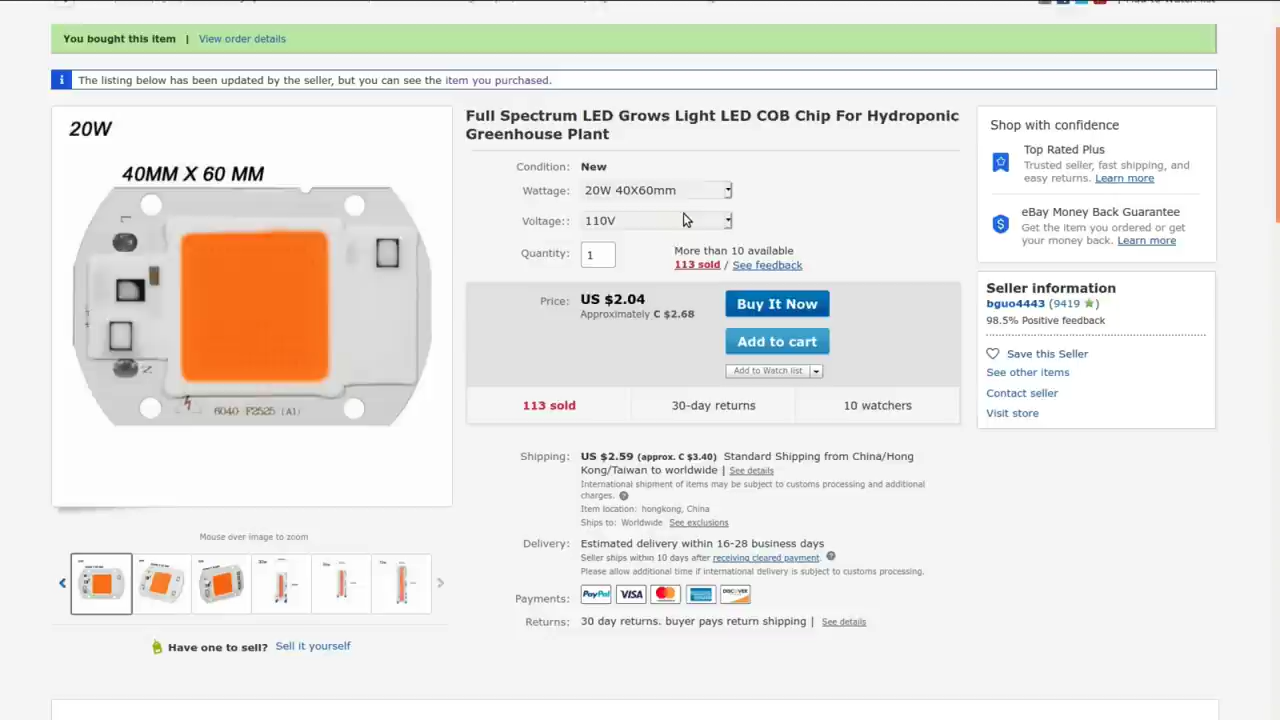 You bought this item | View order details
i The listing below has been updated by the seller, but you can see the item you purchased.
20W
40MM X 60 MM
L
N
6040 F2525 (A1)
Mouse over image to zoom
Have one to sell? Sell it yourself
Full Spectrum LED Grows Light LED COB Chip For Hydroponic
Greenhouse Plant
Condition: New
Wattage: 20W 40X60mm
Voltage:: 110V
Quantity: 1
More than 10 available
113 sold / See feedback
Price: US $2.04
Approximately C $2.68
Buy It Now
Add to cart
Add to Watch list
113 sold 30-day returns 10 watchers
Shipping: US $2.59 (approx. C $3.40) Standard Shipping from China/Hong
Kong/Taiwan to worldwide | See details
International shipment of items may be subject to customs processing and additional
charges. ?
Item location: hongkong, China
Ships to: Worldwide See exclusions
Delivery: Estimated delivery within 16-28 business days
Seller ships within 10 days after receiving cleared payment. ?
Please allow additional time if international delivery is subject to customs processing.
Payments: PayPal VISA MasterCard AMERICAN EXPRESS DISCOVER
Returns: 30 day returns. buyer pays return shipping | See details
Shop with confidence
Top Rated Plus
Trusted seller, fast shipping, and
easy returns. Learn more
eBay Money Back Guarantee
Get the item you ordered or get
your money back. Learn more
Seller information
bguo4443 (9419 )
98.5% Positive feedback
Save this Seller
See other items
Contact seller
Visit store